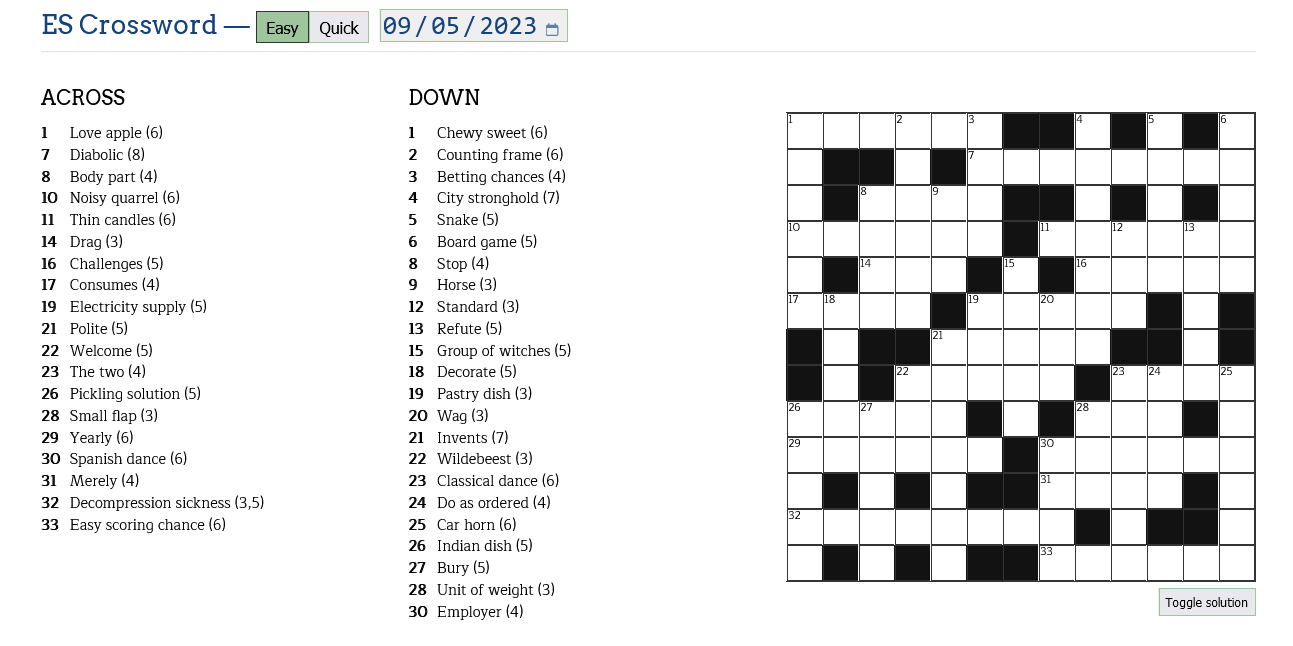 ES Crossword — Easy Quick 09/05/2023
ACROSS
1 Love apple (6)
7 Diabolic (8)
8 Body part (4)
10 Noisy quarrel (6)
11 Thin candles (6)
14 Drag (3)
16 Challenges (5)
17 Consumes (4)
19 Electricity supply (5)
21 Polite (5)
22 Welcome (5)
23 The two (4)
26 Pickling solution (5)
28 Small flap (3)
29 Yearly (6)
30 Spanish dance (6)
31 Merely (4)
32 Decompression sickness (3,5)
33 Easy scoring chance (6)
DOWN
1 Chewy sweet (6)
2 Counting frame (6)
3 Betting chances (4)
4 City stronghold (7)
5 Snake (5)
6 Board game (5)
8 Stop (4)
9 Horse (3)
12 Standard (3)
13 Refute (5)
15 Group of witches (5)
18 Decorate (5)
19 Pastry dish (3)
20 Wag (3)
21 Invents (7)
22 Wildebeest (3)
23 Classical dance (6)
24 Do as ordered (4)
25 Car horn (6)
26 Indian dish (5)
27 Bury (5)
28 Unit of weight (3)
30 Employer (4)
1 2 3 4 5 6
7
8 9
10 11 12 13
14 15 16
17 18 19 20
21
22 23 24 25
26 27 28
29 30
31
32
33
Toggle solution